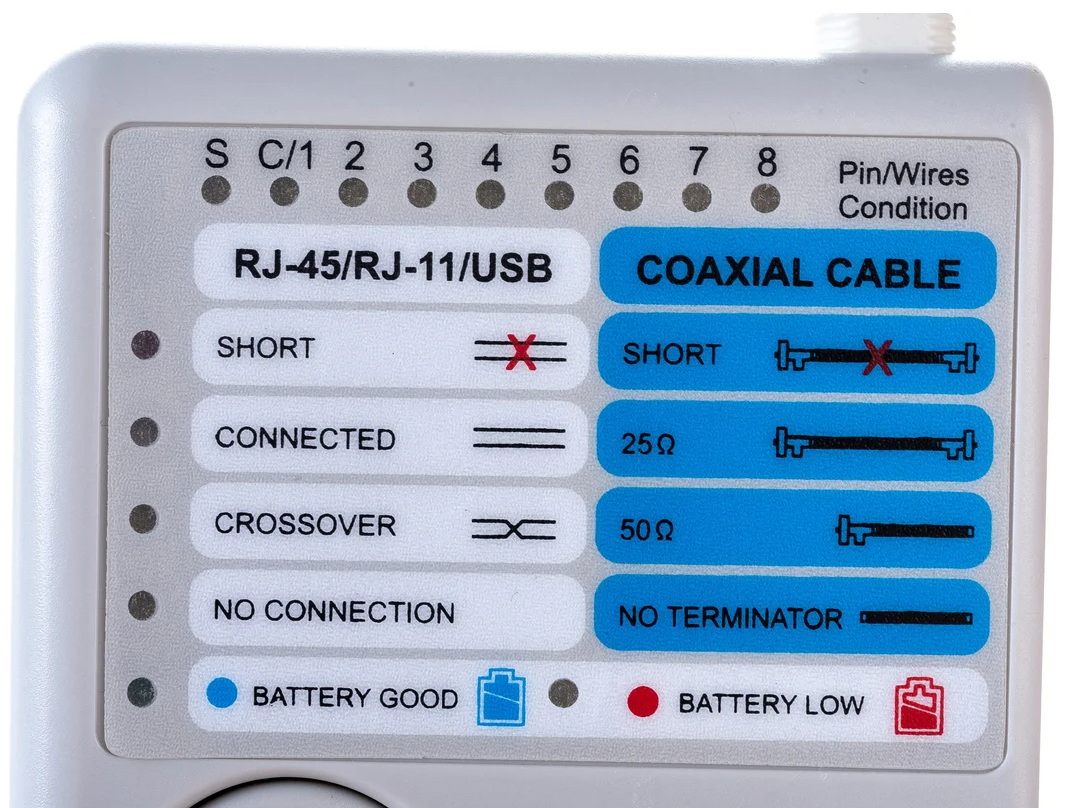 S C/1 2 3 4 5 6 7 8
Pin/Wires
Condition
RJ-45/RJ-11/USB
COAXIAL CABLE
SHORT
SHORT
CONNECTED
25Ω
CROSSOVER
50Ω
NO CONNECTION
NO TERMINATOR
BATTERY GOOD
BATTERY LOW